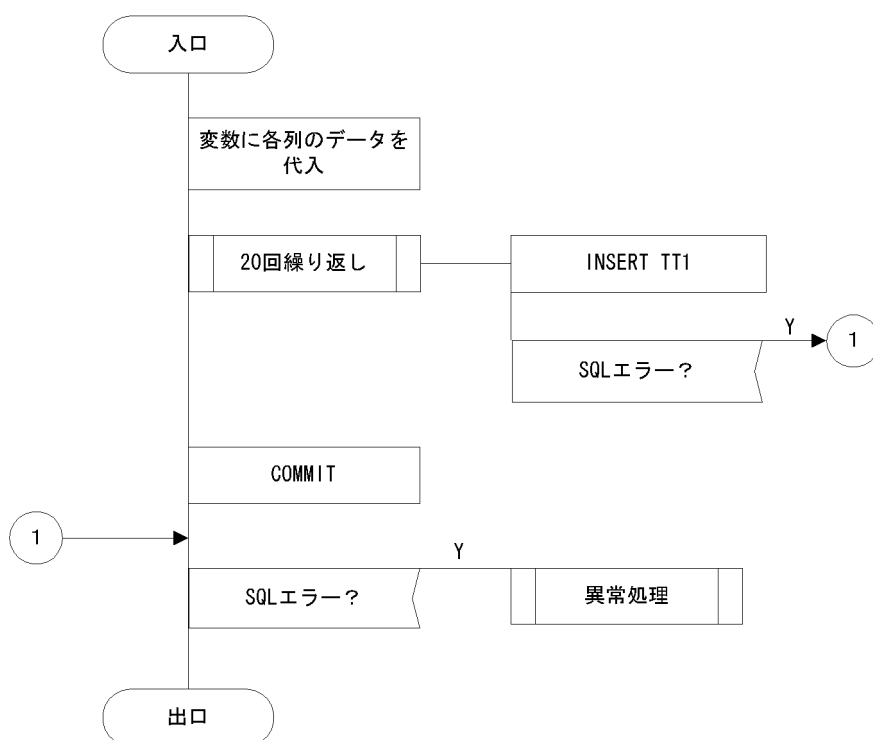 入口
変数に各列のデータを
代入
20回繰り返し
INSERT TT1
Y
1
SQLエラー？
COMMIT
1
Y
SQLエラー？
異常処理
出口